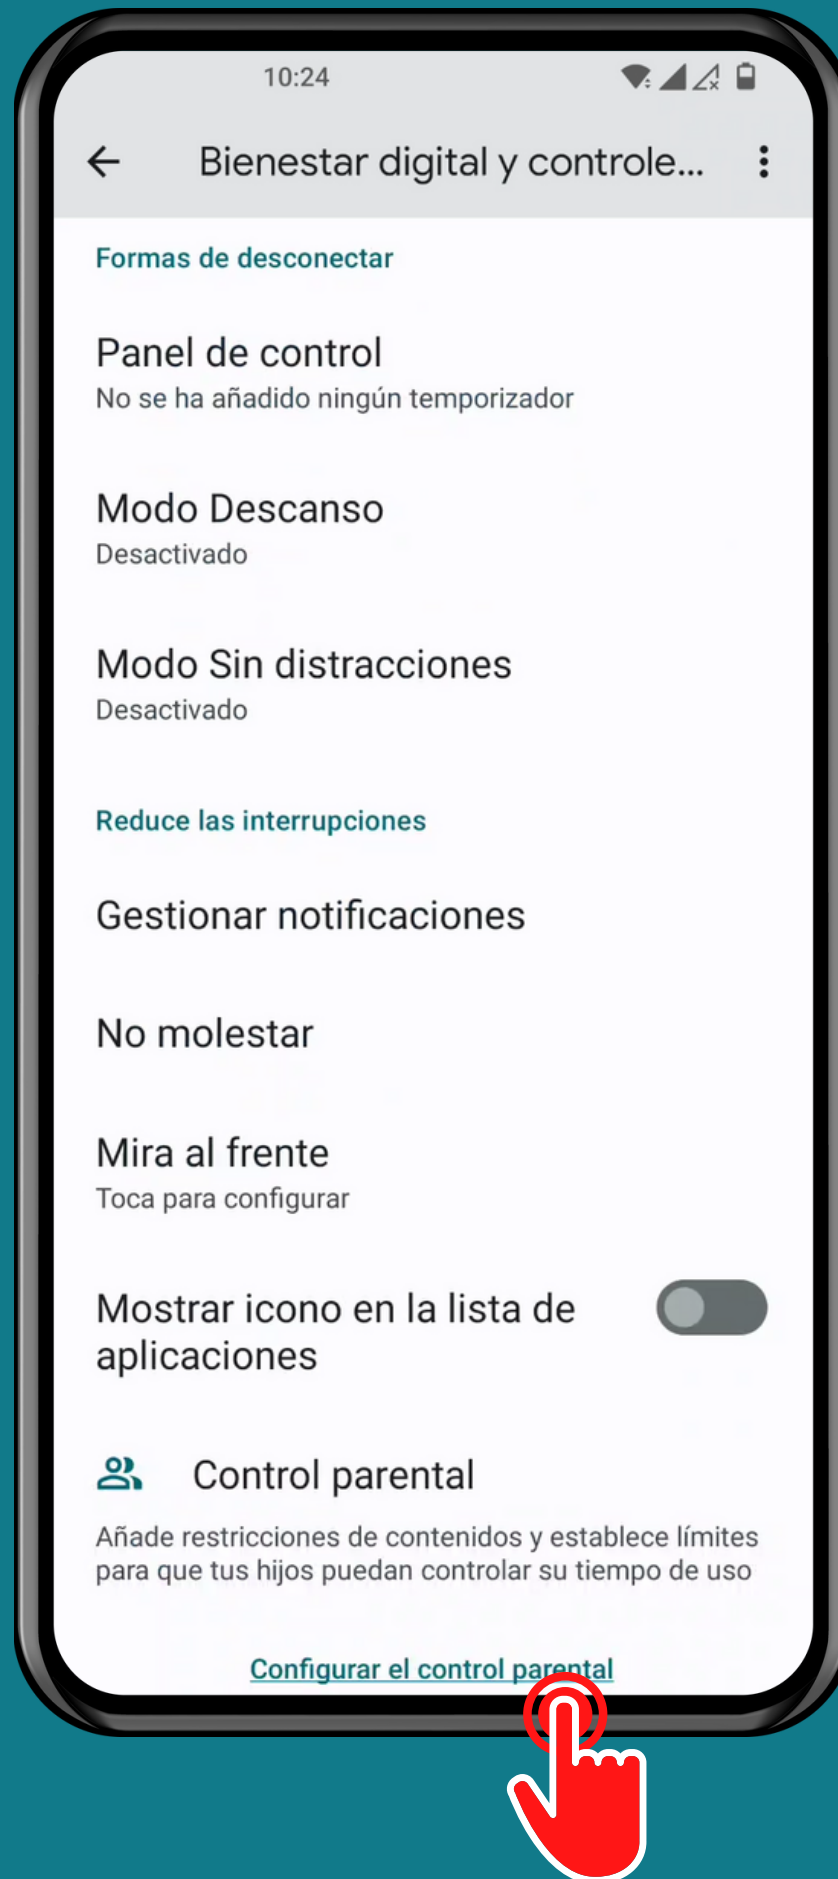 10:24
Bienestar digital y controle...
Formas de desconectar
Panel de control
No se ha añadido ningún temporizador
Modo Descanso
Desactivado
Modo Sin distracciones
Desactivado
Reduce las interrupciones
Gestionar notificaciones
No molestar
Mira al frente
Toca para configurar
Mostrar icono en la lista de
aplicaciones
Control parental
Añade restricciones de contenidos y establece límites
para que tus hijos puedan controlar su tiempo de uso
Configurar el control parental